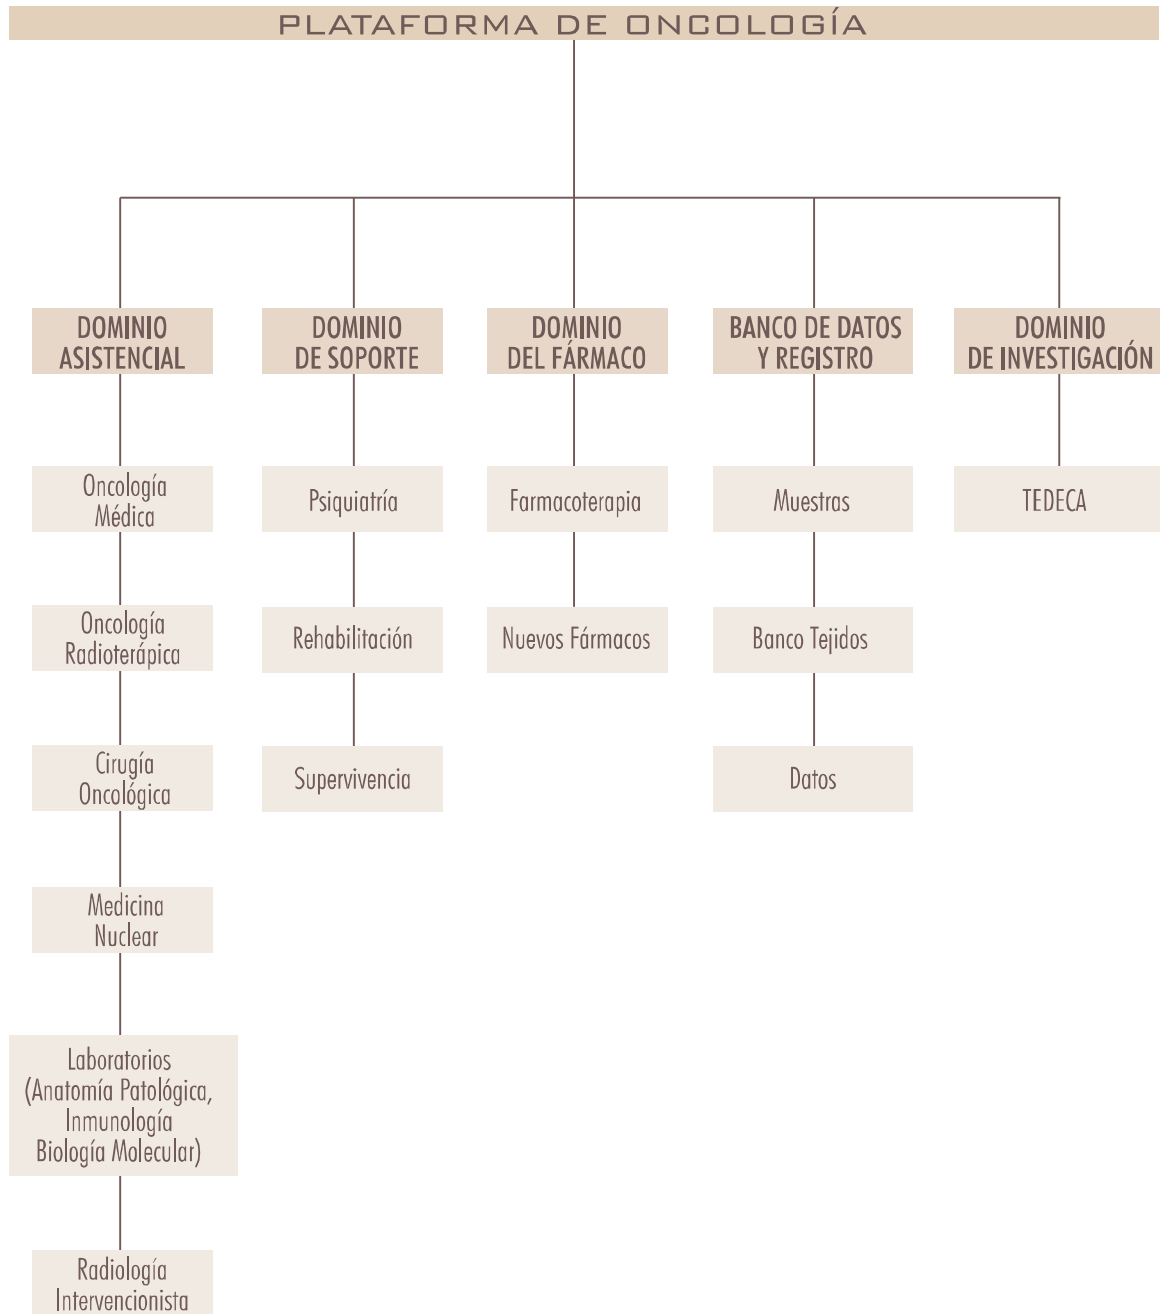 PLATAFORMA DE ONCOLOGÍA
DOMINIO
ASISTENCIAL
Oncología
Médica
Oncología
Radioterápica
Cirugía
Oncológica
Medicina
Nuclear
Laboratorios
(Anatomía Patológica,
Inmunología
Biología Molecular)
Radiología
Intervencionista
DOMINIO
DE SOPORTE
Psiquiatría
Rehabilitación
Supervivencia
DOMINIO
DEL FÁRMACO
Farmacoterapia
Nuevos Fármacos
BANCO DE DATOS
Y REGISTRO
Muestras
Banco Tejidos
Datos
DOMINIO
DE INVESTIGACIÓN
TEDECA